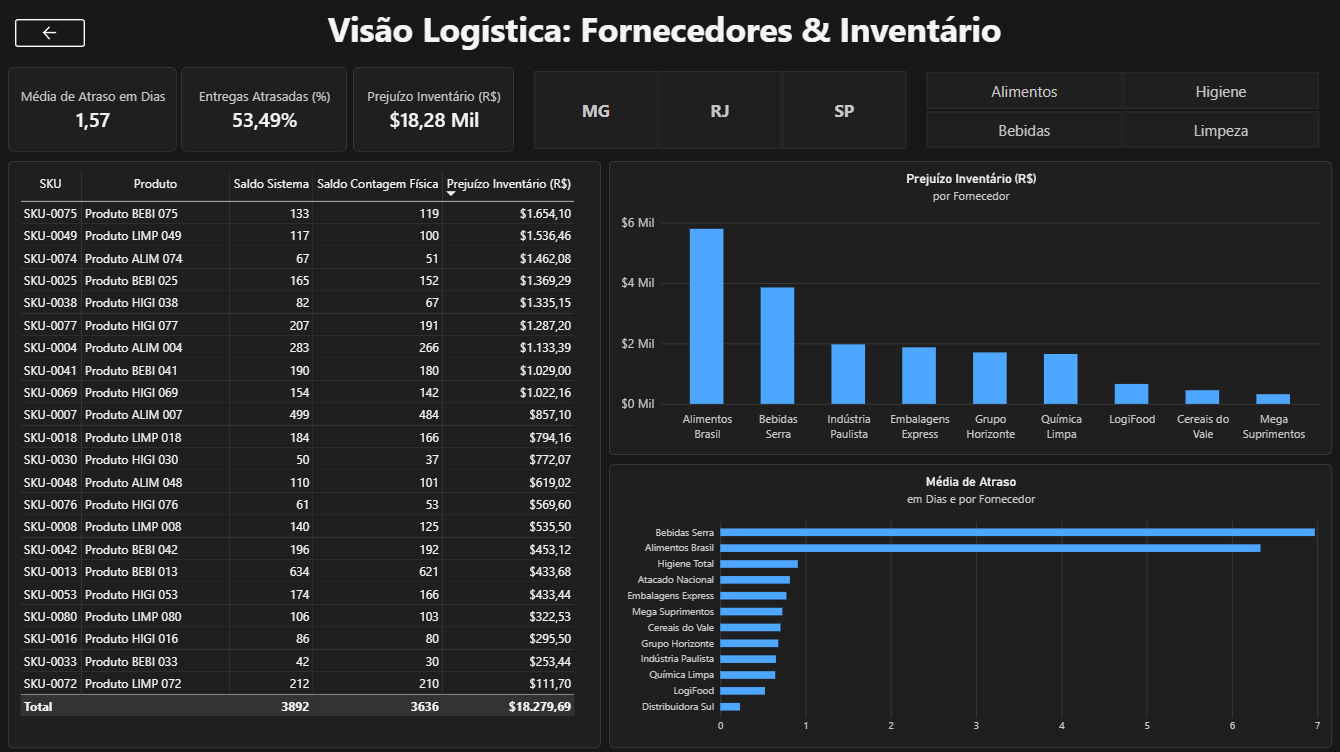 Visão Logística: Fornecedores & Inventário
Média de Atraso em Dias
1,57
Entregas Atrasadas (%)
53,49%
Prejuízo Inventário (R$)
$18,28 Mil
MG
RJ
SP
Alimentos
Higiene
Bebidas
Limpeza
SKU Produto Saldo Sistema Saldo Contagem Física Prejuízo Inventário (R$)
SKU-0075 Produto BEBI 075 133 119 $1.654,10
SKU-0049 Produto LIMP 049 117 100 $1.536,46
SKU-0074 Produto ALIM 074 67 51 $1.462,08
SKU-0025 Produto BEBI 025 165 152 $1.369,29
SKU-0038 Produto HIGI 038 82 67 $1.335,15
SKU-0077 Produto HIGI 077 207 191 $1.287,20
SKU-0004 Produto ALIM 004 283 266 $1.133,39
SKU-0041 Produto BEBI 041 190 180 $1.029,00
SKU-0069 Produto HIGI 069 154 142 $1.022,16
SKU-0007 Produto ALIM 007 499 484 $857,10
SKU-0018 Produto LIMP 018 184 166 $794,16
SKU-0030 Produto HIGI 030 50 37 $772,07
SKU-0048 Produto ALIM 048 110 101 $619,02
SKU-0076 Produto HIGI 076 61 53 $569,60
SKU-0008 Produto LIMP 008 140 125 $535,50
SKU-0042 Produto BEBI 042 196 192 $453,12
SKU-0013 Produto BEBI 013 634 621 $433,68
SKU-0053 Produto HIGI 053 174 166 $433,44
SKU-0080 Produto LIMP 080 106 103 $322,53
SKU-0016 Produto HIGI 016 86 80 $295,50
SKU-0033 Produto BEBI 033 42 30 $253,44
SKU-0072 Produto LIMP 072 212 210 $111,70
Total 3892 3636 $18.279,69
Prejuízo Inventário (R$)
por Fornecedor
$6 Mil
$4 Mil
$2 Mil
$0 Mil
Alimentos
Brasil
Bebidas
Serra
Indústria
Paulista
Embalagens
Express
Grupo
Horizonte
Química
Limpa
LogiFood
Cereais do
Vale
Mega
Suprimentos
Média de Atraso
em Dias e por Fornecedor
Bebidas Serra
Alimentos Brasil
Higiene Total
Atacado Nacional
Embalagens Express
Mega Suprimentos
Cereais do Vale
Grupo Horizonte
Indústria Paulista
Química Limpa
LogiFood
Distribuidora Sul
0 1 2 3 4 5 6 7